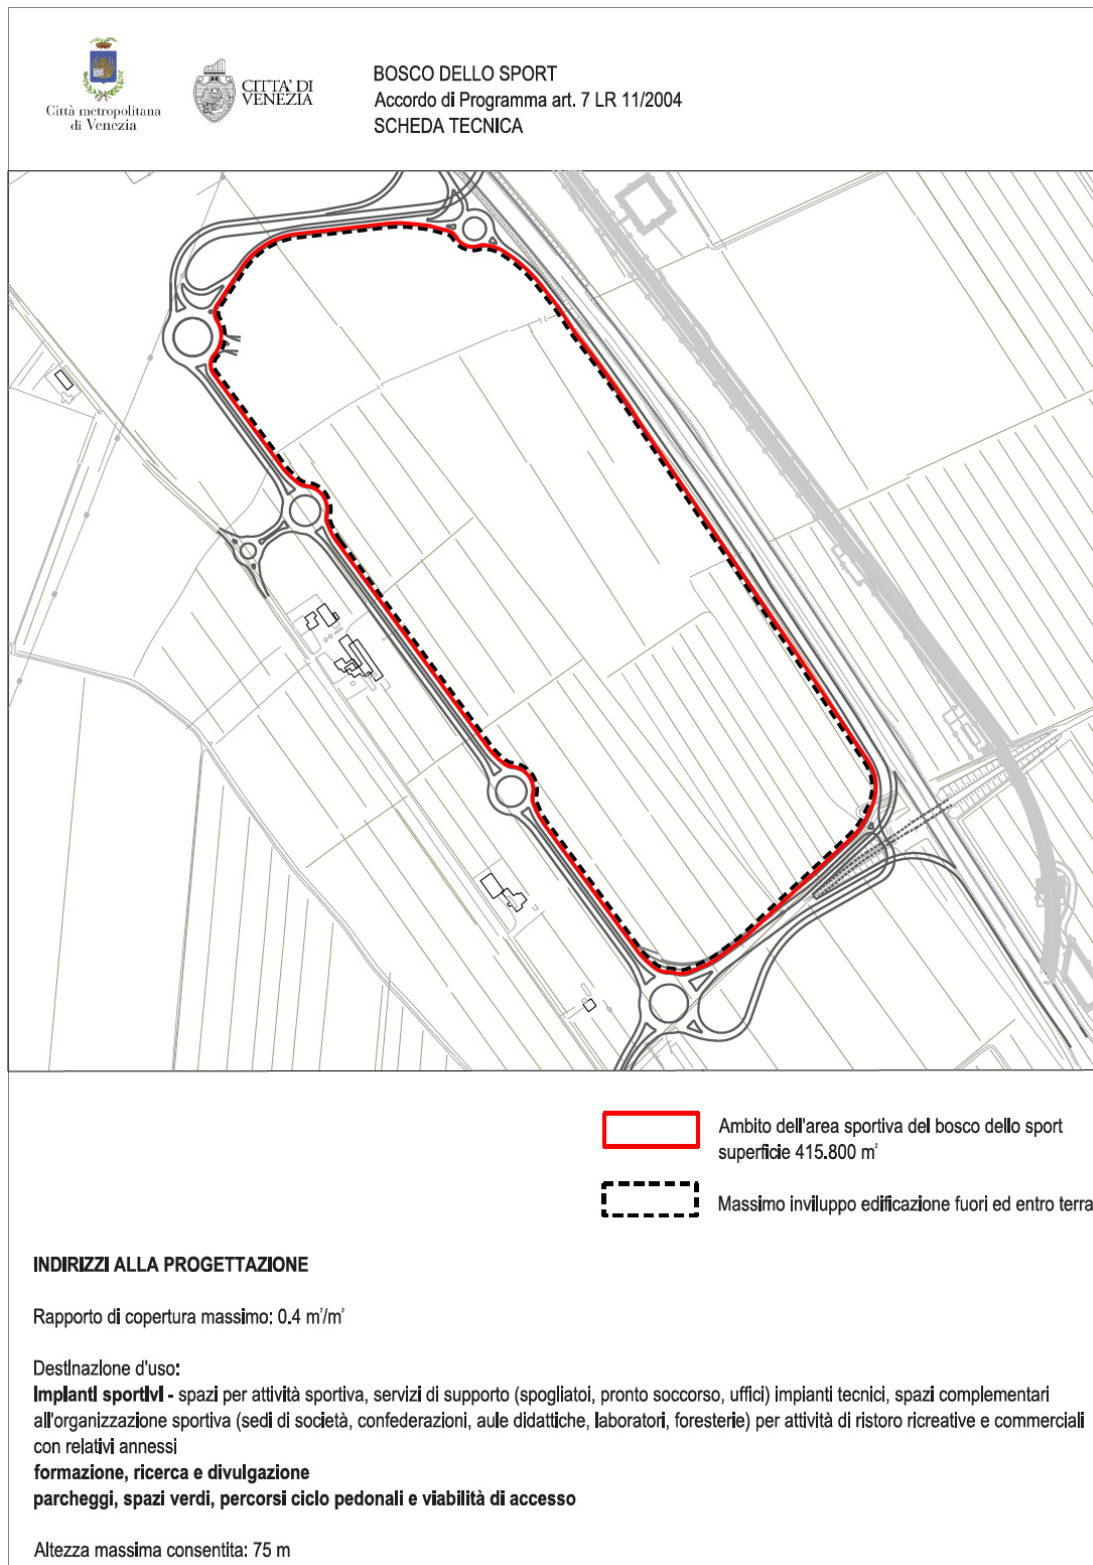 Città metropolitana
di Venezia
CITTA' DI
VENEZIA
BOSCO DELLO SPORT
Accordo di Programma art. 7 LR 11/2004
SCHEDA TECNICA
Ambito dell'area sportiva del bosco dello sport
superficie 415.800 m²
Massimo inviluppo edificazione fuori ed entro terra
INDIRIZZI ALLA PROGETTAZIONE
Rapporto di copertura massimo: 0.4 m²/m²
Destinazione d'uso:
Impianti sportivi - spazi per attività sportiva, servizi di supporto (spogliatoi, pronto soccorso, uffici) impianti tecnici, spazi complementari
all'organizzazione sportiva (sedi di società, confederazioni, aule didattiche, laboratori, foresterie) per attività di ristoro ricreative e commerciali
con relativi annessi
formazione, ricerca e divulgazione
parcheggi, spazi verdi, percorsi ciclo pedonali e viabilità di accesso
Altezza massima consentita: 75 m